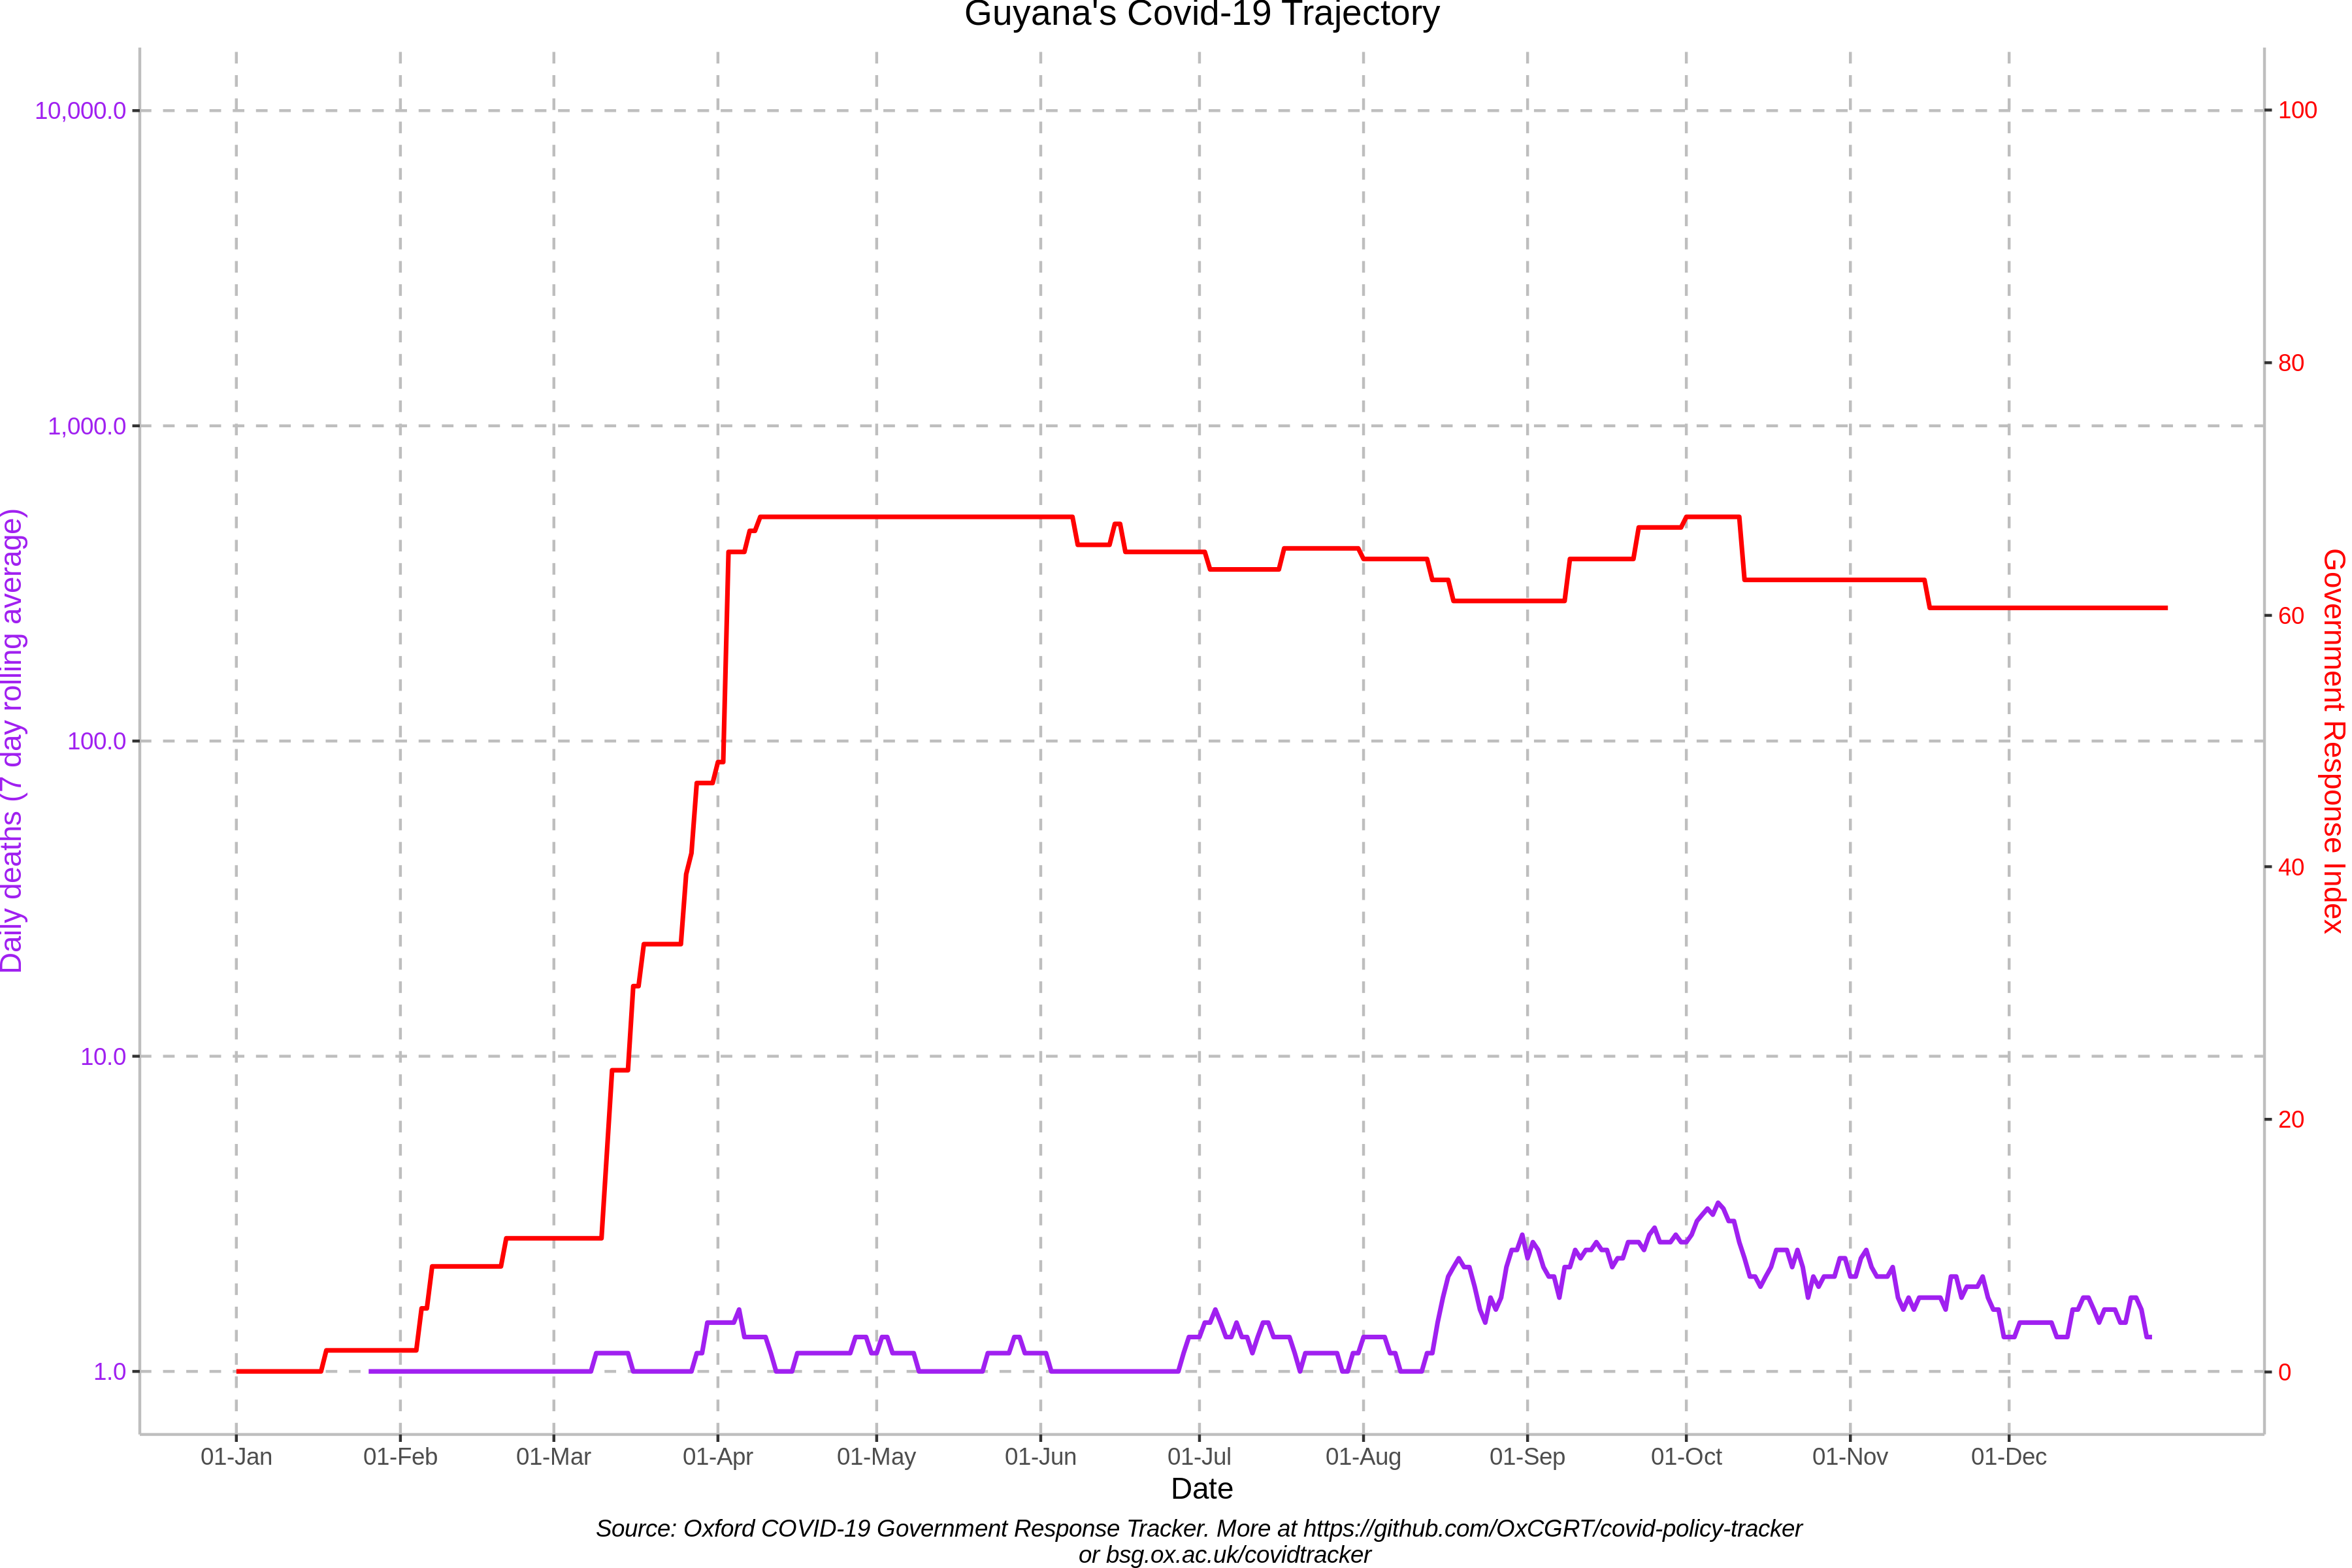 Guyana's Covid-19 Trajectory
10,000.0
1,000.0
100.0
10.0
1.0
Daily deaths (7 day rolling average)
100
80
60
40
20
0
Government Response Index
01-Jan 01-Feb 01-Mar 01-Apr 01-May 01-Jun 01-Jul 01-Aug 01-Sep 01-Oct 01-Nov 01-Dec
Date
Source: Oxford COVID-19 Government Response Tracker. More at https://github.com/OxCGRT/covid-policy-tracker
or bsg.ox.ac.uk/covidtracker